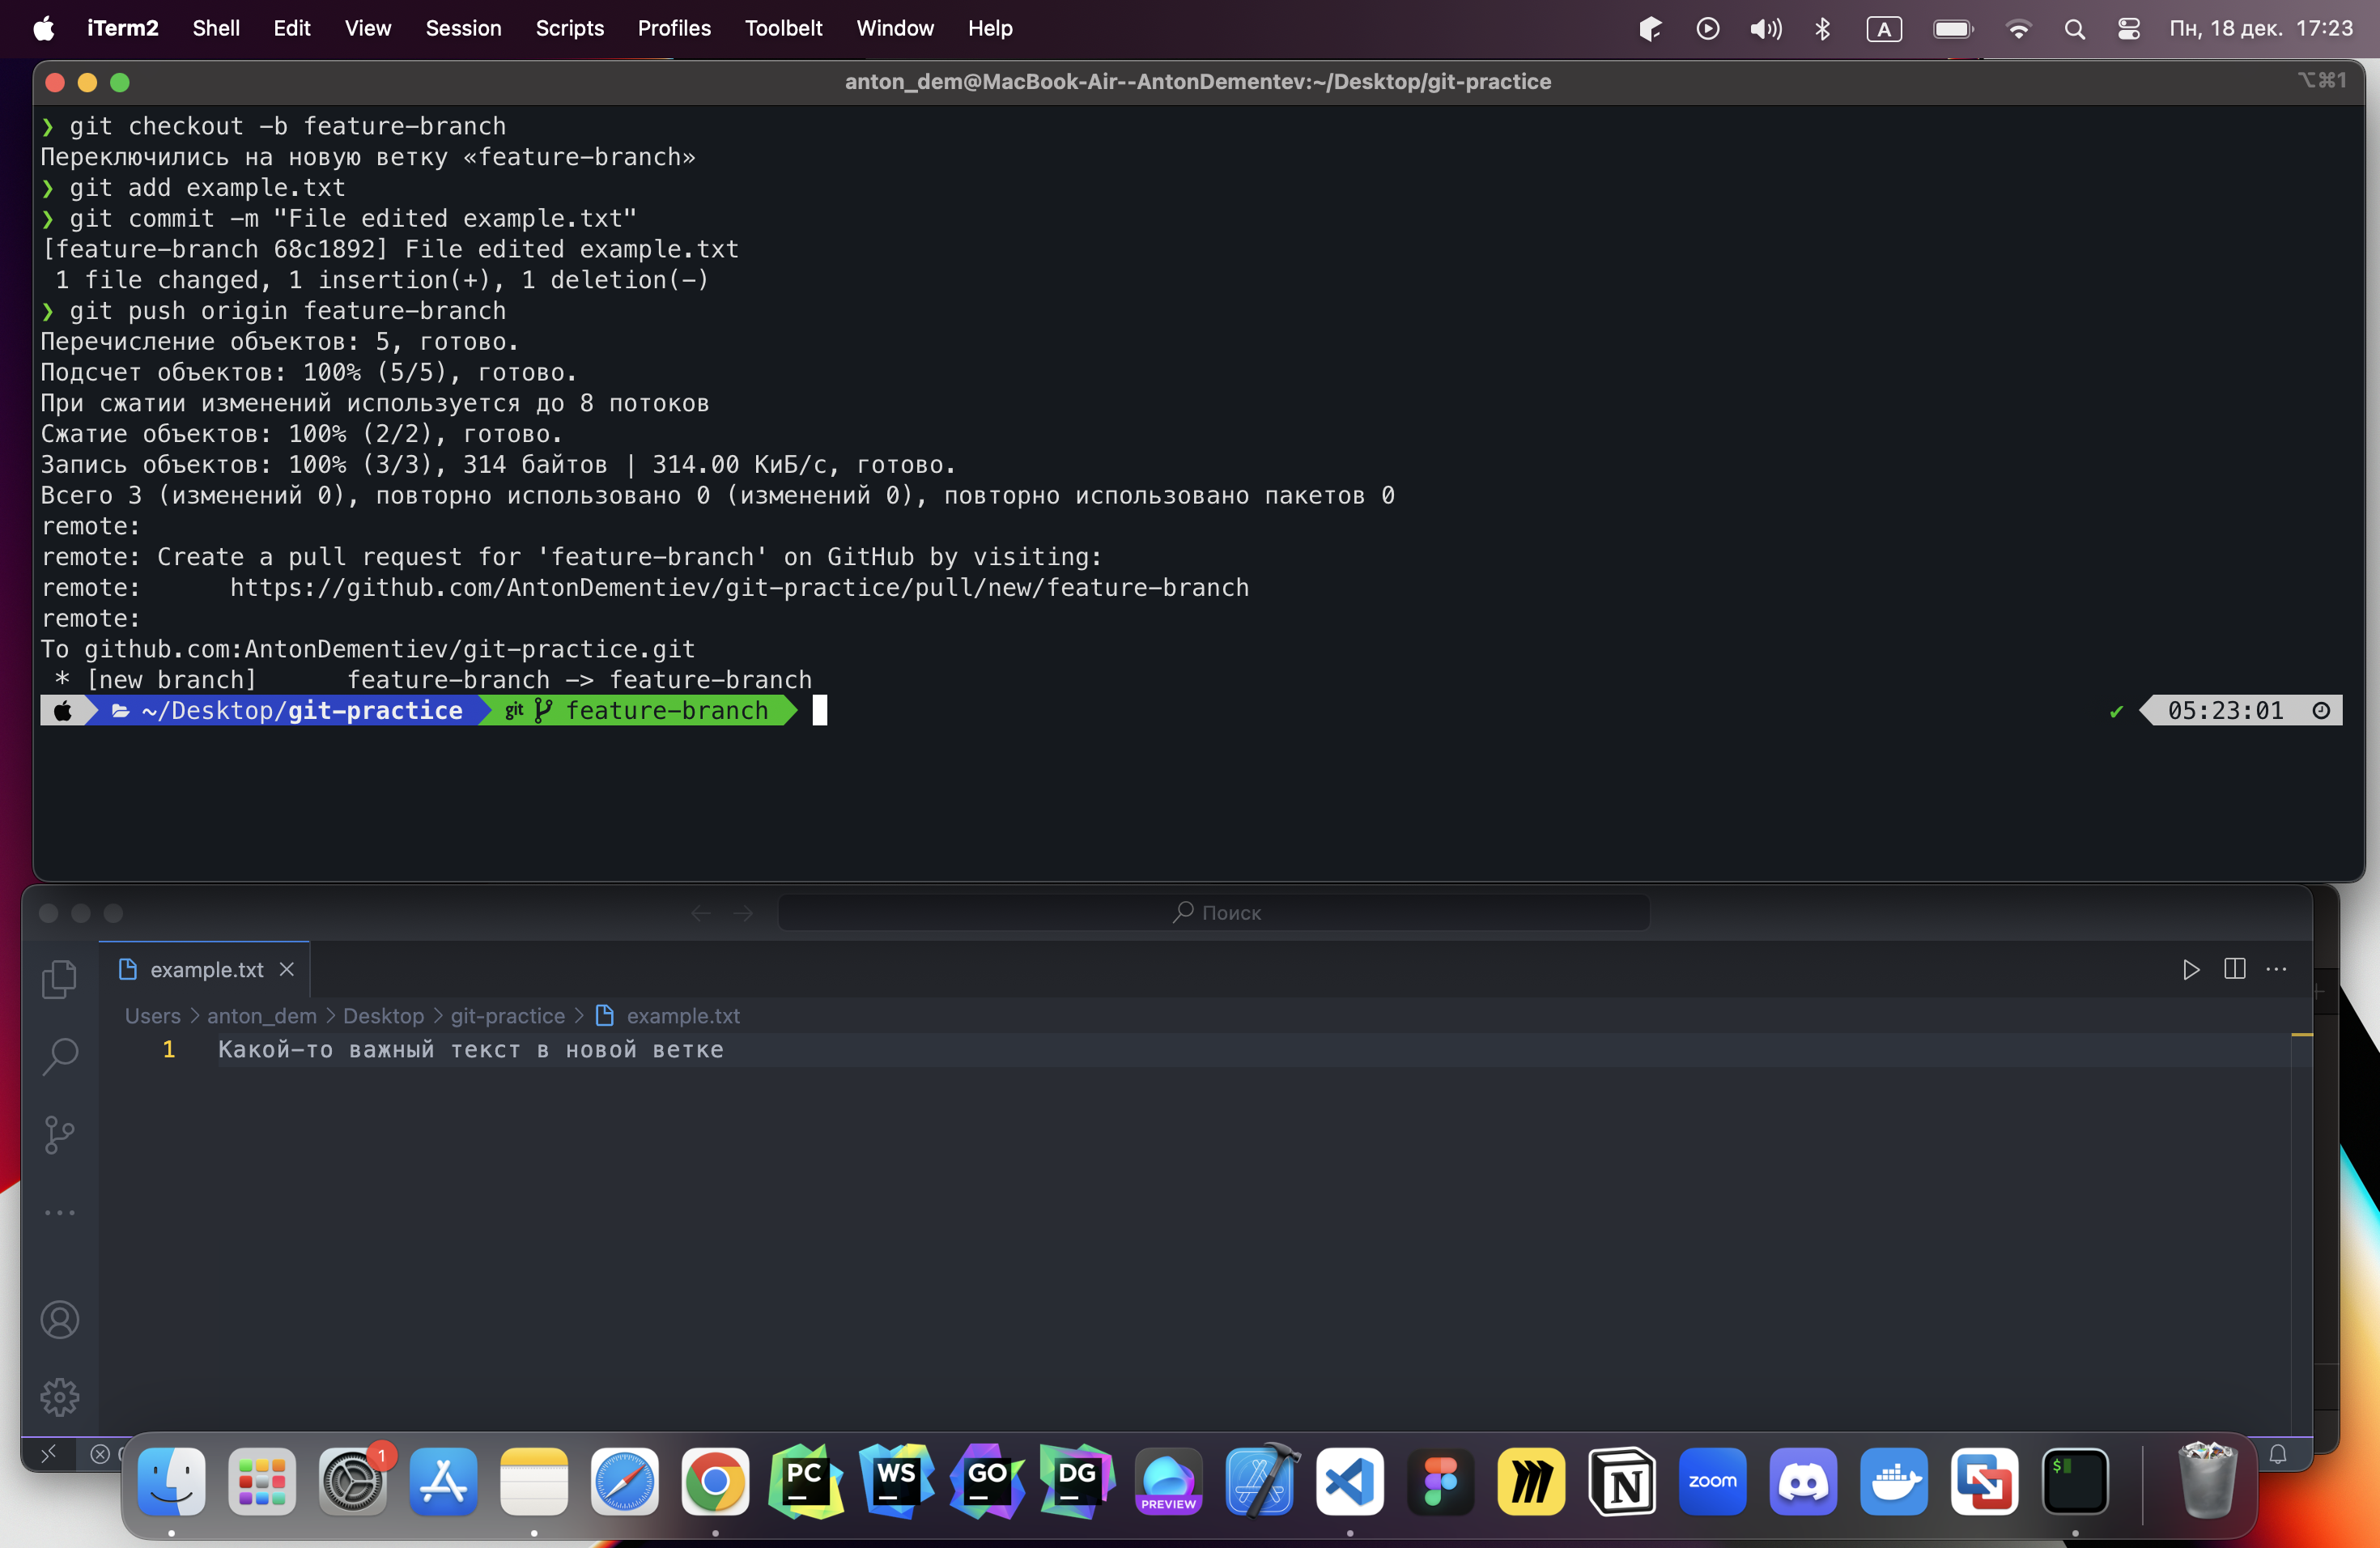 iTerm2 Shell Edit View Session Scripts Profiles Toolbelt Window Help A Пн, 18 дек. 17:23
anton_dem@MacBook-Air--AntonDementev:~/Desktop/git-practice ⌥⌘1
❯ git checkout -b feature-branch
Переключились на новую ветку «feature-branch»
❯ git add example.txt
❯ git commit -m "File edited example.txt"
[feature-branch 68c1892] File edited example.txt
1 file changed, 1 insertion(+), 1 deletion(-)
❯ git push origin feature-branch
Перечисление объектов: 5, готово.
Подсчет объектов: 100% (5/5), готово.
При сжатии изменений используется до 8 потоков
Сжатие объектов: 100% (2/2), готово.
Запись объектов: 100% (3/3), 314 байтов | 314.00 КиБ/с, готово.
Всего 3 (изменений 0), повторно использовано 0 (изменений 0), повторно использовано пакетов 0
remote:
remote: Create a pull request for 'feature-branch' on GitHub by visiting:
remote:      https://github.com/AntonDementiev/git-practice/pull/new/feature-branch
remote:
To github.com:AntonDementiev/git-practice.git
* [new branch]      feature-branch -> feature-branch
~/Desktop/git-practice git feature-branch ✔ 05:23:01
Поиск
example.txt
Users > anton_dem > Desktop > git-practice > example.txt
1 Какой-то важный текст в новой ветке
1
PC WS GO DG PREVIEW N zoom $